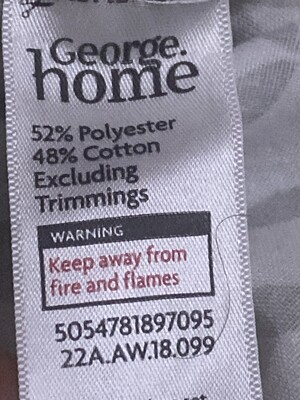 George.
home
52% Polyester
48% Cotton
Excluding
Trimmings
WARNING
Keep away from
fire and flames
5054781897095
22A.AW.18.099